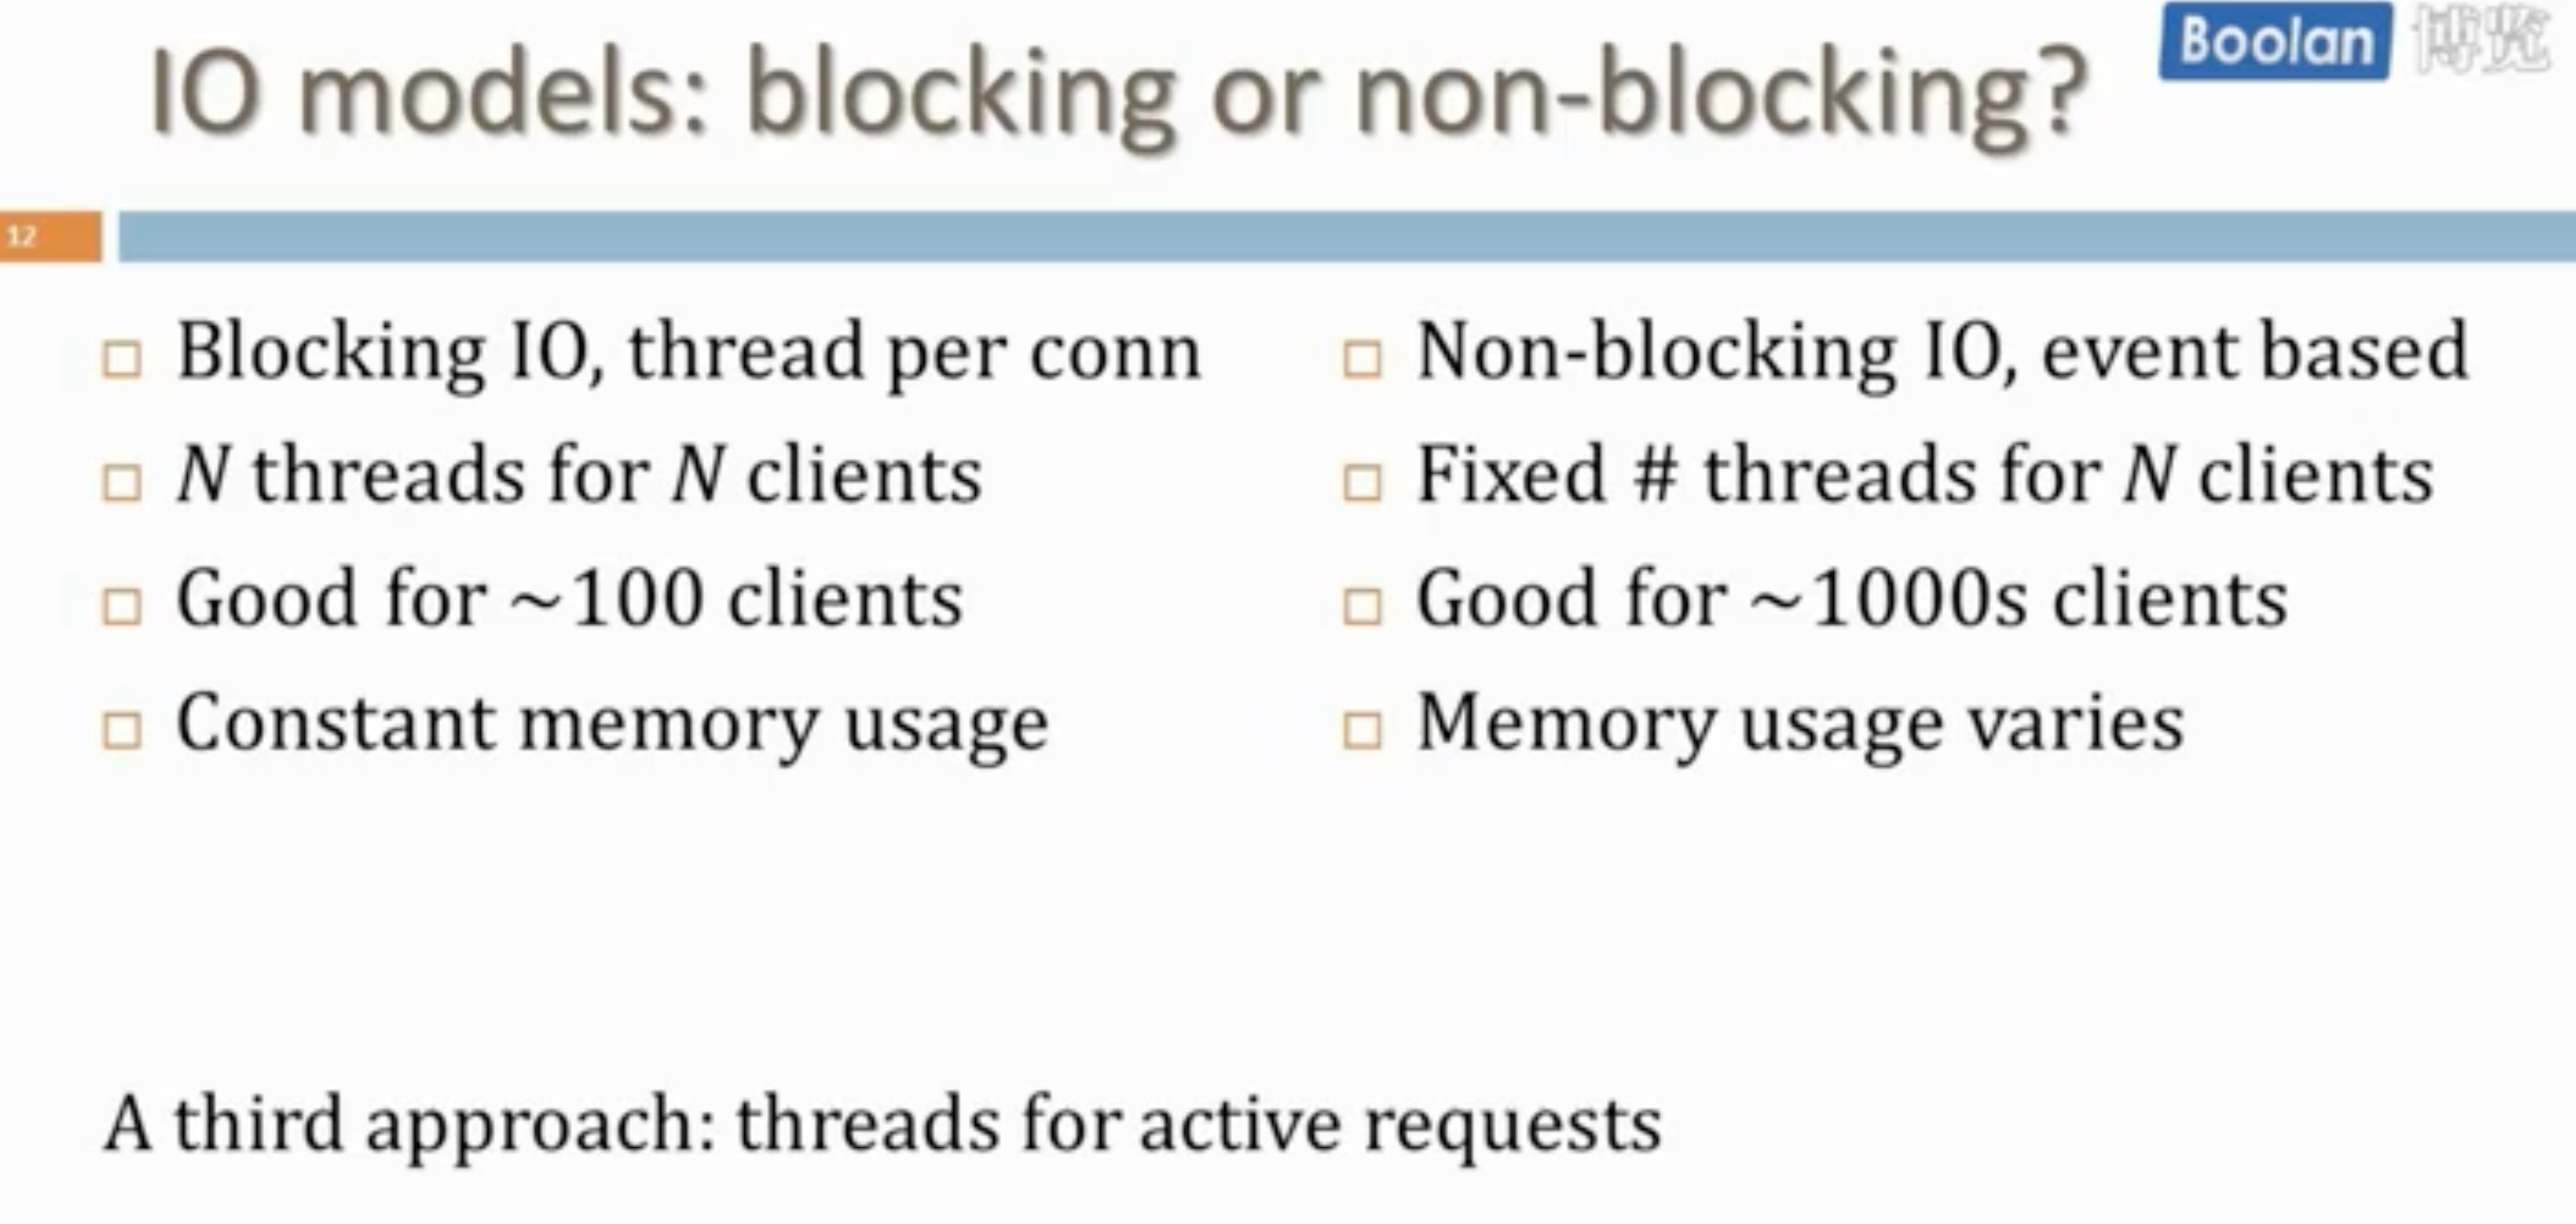 IO models: blocking or non-blocking?
Boolan 博览
12
Blocking IO, thread per conn
N threads for N clients
Good for ~100 clients
Constant memory usage
Non-blocking IO, event based
Fixed # threads for N clients
Good for ~1000s clients
Memory usage varies
A third approach: threads for active requests